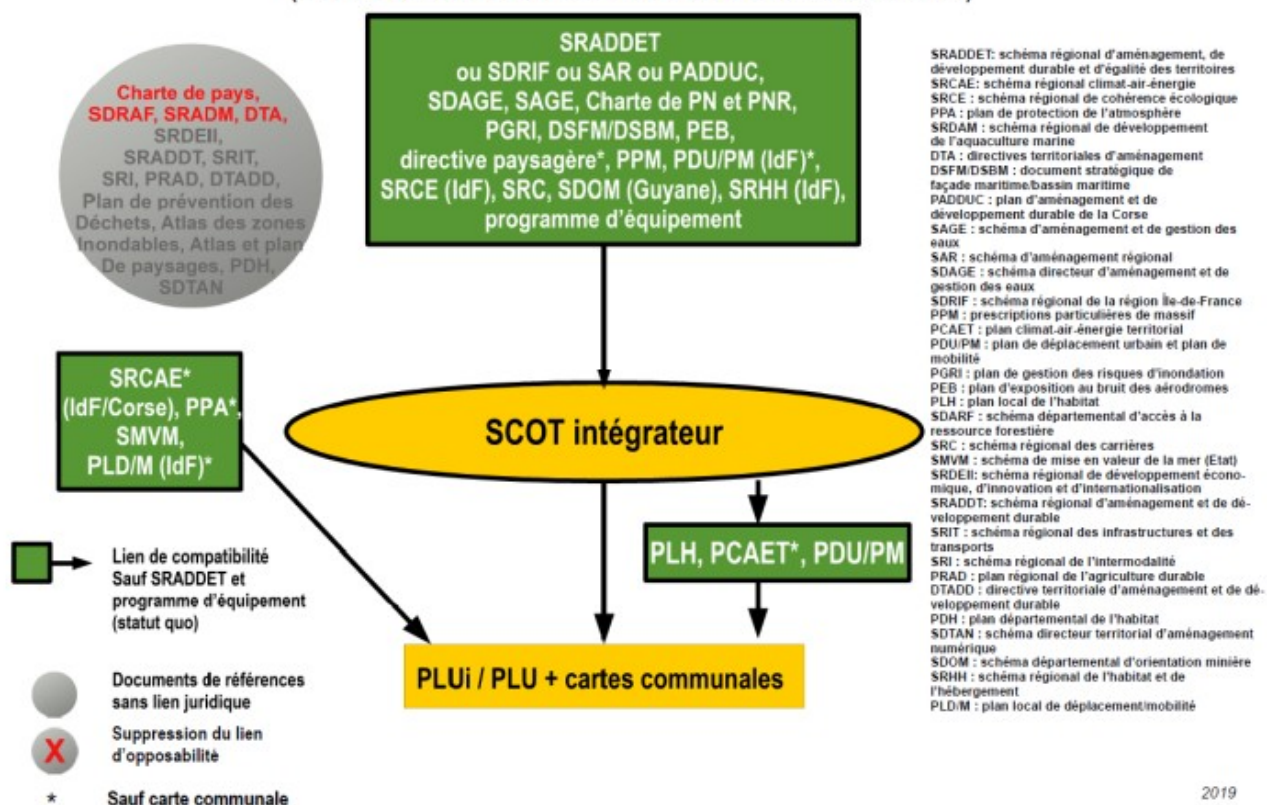 Charte de pays,
SDRAF, SRADM, DTA,
SRDEII,
SRADDT, SRIT,
SRI, PRAD, DTADD,
Plan de prévention des
Déchets, Atlas des zones
Inondables, Atlas et plan
De paysages, PDH,
SDTAN
SRADDET
ou SDRIF ou SAR ou PADDUC,
SDAGE, SAGE, Charte de PN et PNR,
PGRI, DSFM/DSBM, PEB,
directive paysagère*, PPM, PDU/PM (IdF)*,
SRCE (IdF), SRC, SDOM (Guyane), SRHH (IdF),
programme d'équipement
SRCAE*
(IdF/Corse), PPA*,
SMVM,
PLD/M (IdF)*
SCOT intégrateur
PLH, PCAET*, PDU/PM
PLUi / PLU + cartes communales
Lien de compatibilité
Sauf SRADDET et
programme d'équipement
(statut quo)
Documents de références
sans lien juridique
X
Suppression du lien
d'opposabilité
* Sauf carte communale
SRADDET: schéma régional d'aménagement, de
développement durable et d'égalité des territoires
SRCAE: schéma régional climat-air-énergie
SRCE : schéma régional de cohérence écologique
PPA : plan de protection de l'atmosphère
SRDAM : schéma régional de développement
de l'aquaculture marine
DTA : directives territoriales d'aménagement
DSFM/DSBM : document stratégique de
façade maritime/bassin maritime
PADDUC : plan d'aménagement et de
développement durable de la Corse
SAGE : schéma d'aménagement et de gestion des
eaux
SAR : schéma d'aménagement régional
SDAGE : schéma directeur d'aménagement et de
gestion des eaux
SDRIF : schéma régional de la région Île-de-France
PPM : prescriptions particulières de massif
PCAET : plan climat-air-énergie territorial
PDU/PM : plan de déplacement urbain et plan de
mobilité
PGRI : plan de gestion des risques d'inondation
PEB : plan d'exposition au bruit des aérodromes
PLH : plan local de l'habitat
SDARF : schéma départemental d'accès à la
ressource forestière
SRC : schéma régional des carrières
SMVM : schéma de mise en valeur de la mer (Etat)
SRDEII: schéma régional de développement écono-
mique, d'innovation et d'internationalisation
SRADDT: schéma régional d'aménagement et de dé-
veloppement durable
SRIT : schéma régional des infrastructures et des
transports
SRI : schéma régional de l'intermodalité
PRAD : plan régional de l'agriculture durable
DTADD : directive territoriale d'aménagement et de dé-
veloppement durable
PDH : plan départemental de l'habitat
SDTAN : schéma directeur territorial d'aménagement
numérique
SDOM : schéma départemental d'orientation minière
SRHH : schéma régional de l'habitat et de
l'hébergement
PLD/M : plan local de déplacement/mobilité
2019